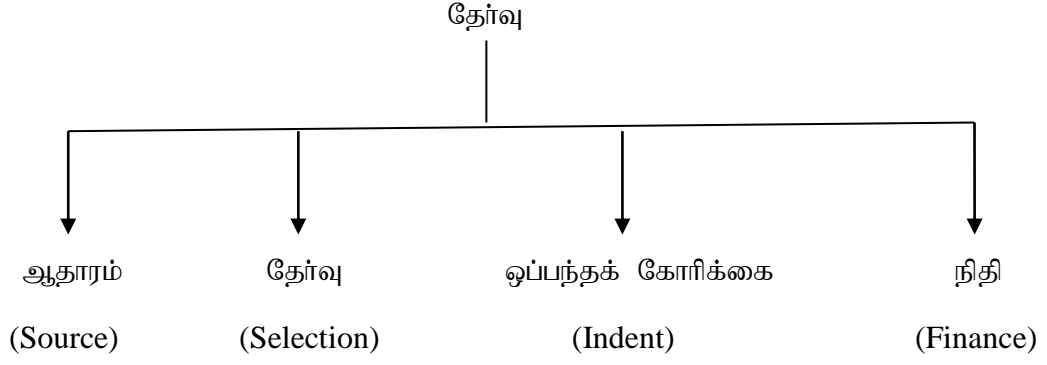 தேர்வு
ஆதாரம் தேர்வு ஒப்பந்தக் கோரிக்கை நிதி
(Source) (Selection) (Indent) (Finance)